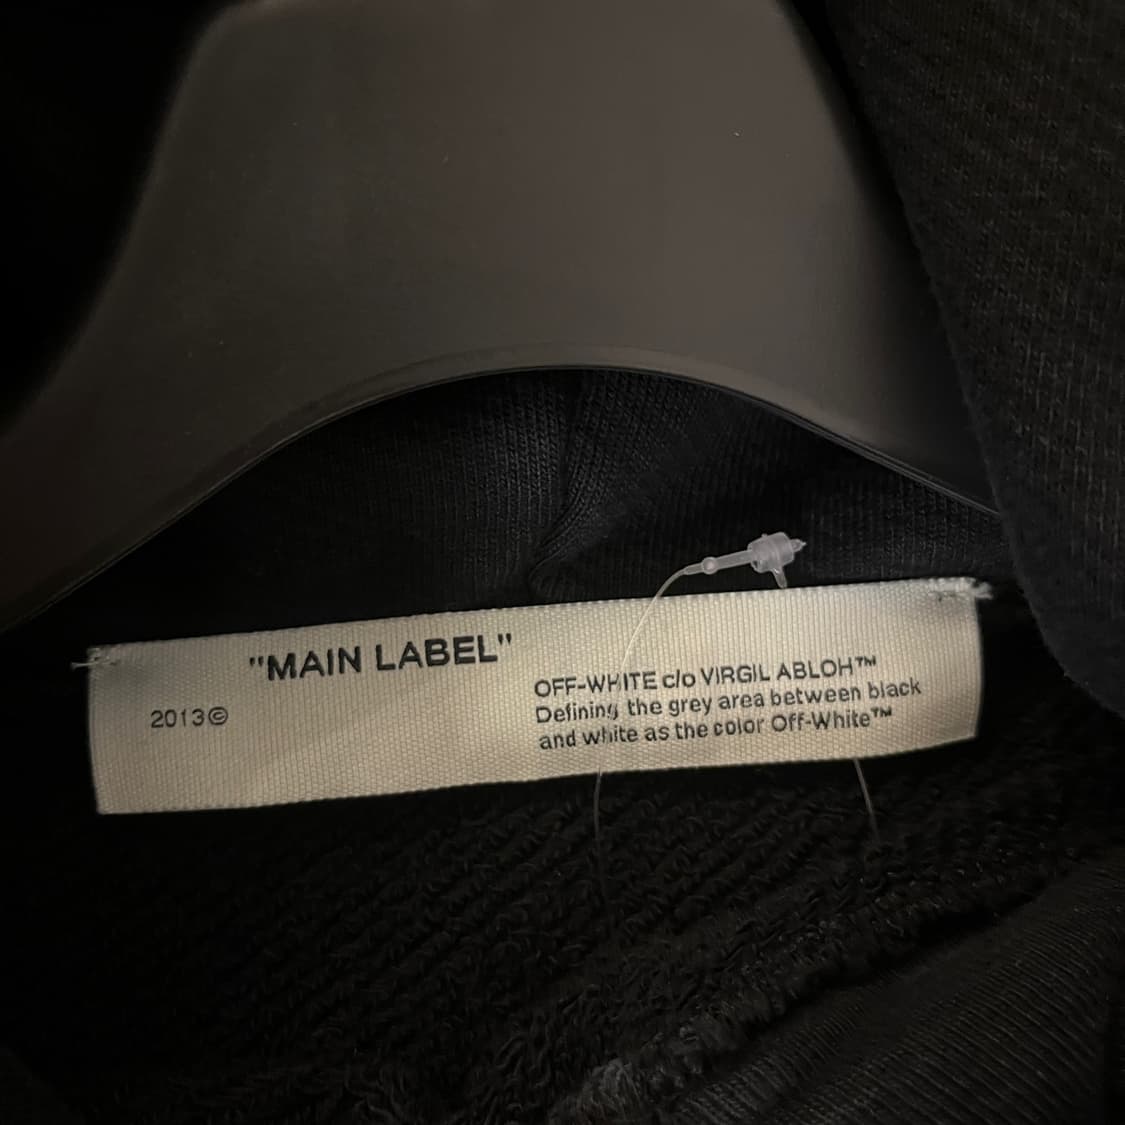 "MAIN LABEL"
2013©
OFF-WHITE c/o VIRGIL ABLOH™
Defining the grey area between black
and white as the color Off-White™